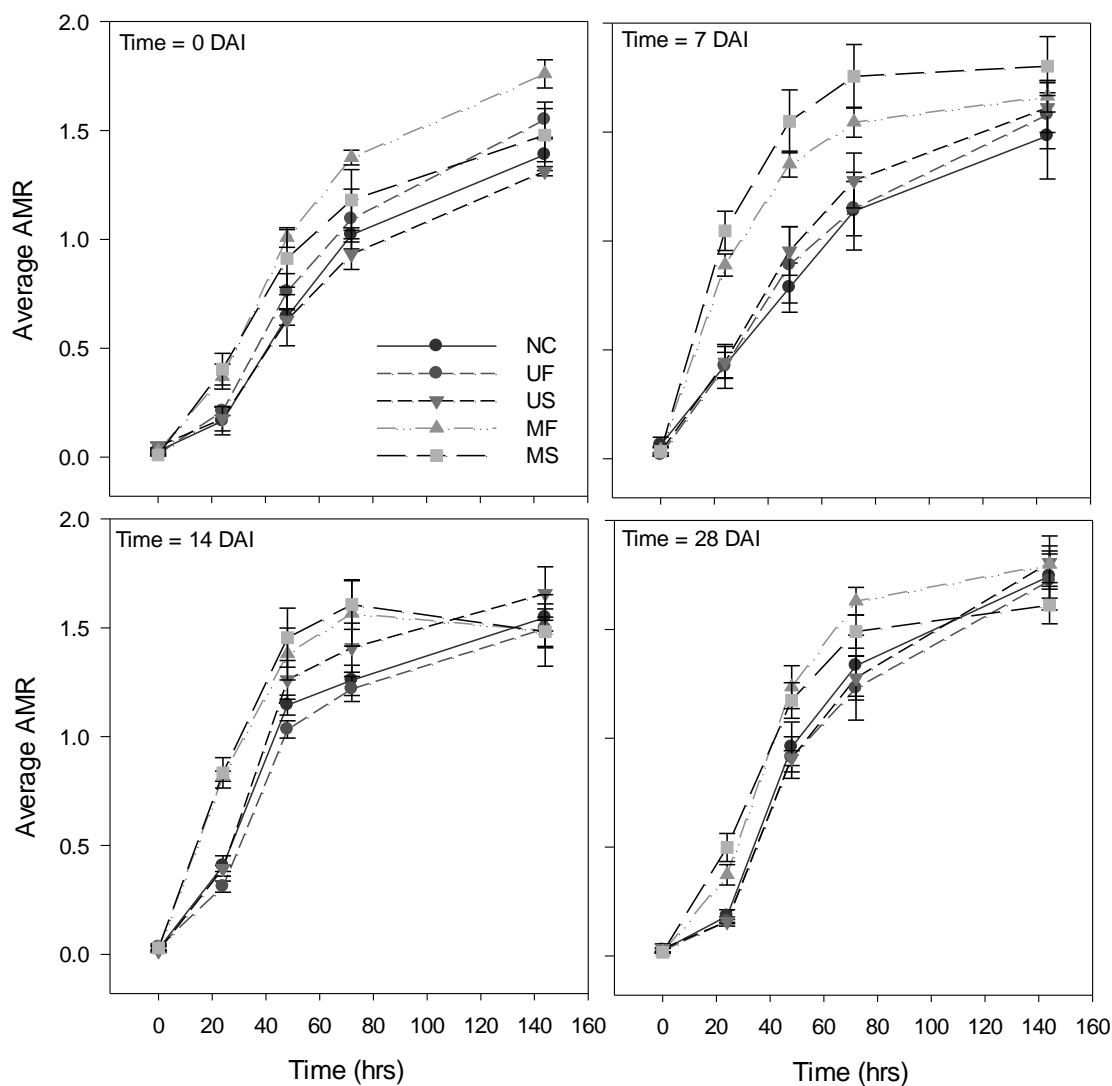 Time = 0 DAI
Time = 7 DAI
2.0
1.5
1.0
0.5
0.0
Average AMR
NC
UF
US
MF
MS
Time = 14 DAI
Time = 28 DAI
2.0
1.5
1.0
0.5
0.0
Average AMR
0 20 40 60 80 100 120 140 160
0 20 40 60 80 100 120 140 160
Time (hrs)
Time (hrs)